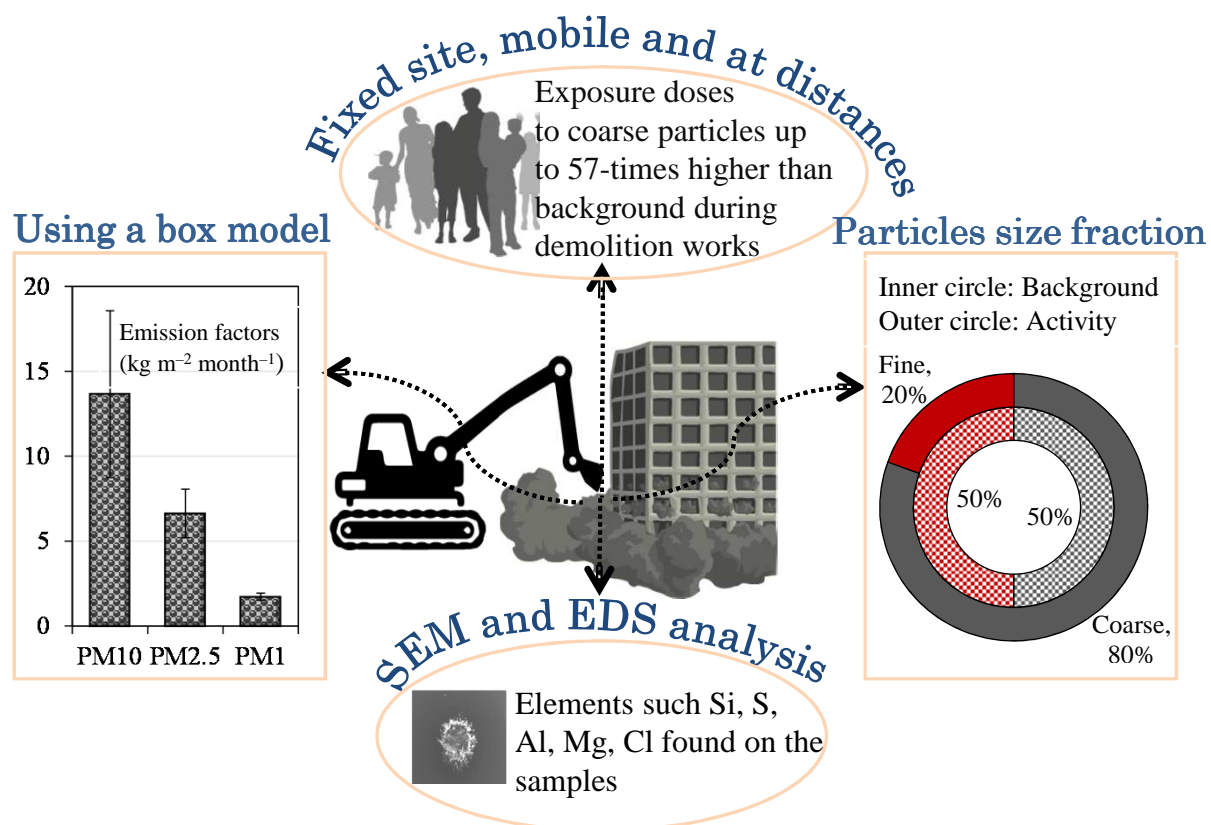 Fixed site, mobile and at distances
Exposure doses
to coarse particles up
to 57-times higher than
background during
demolition works
Using a box model
20
15
10
5
0
Emission factors
(kg m⁻² month⁻¹)
PM10 PM2.5 PM1
Particles size fraction
Inner circle: Background
Outer circle: Activity
Fine,
20%
50%
50%
Coarse,
80%
SEM and EDS analysis
Elements such Si, S,
Al, Mg, Cl found on the
samples